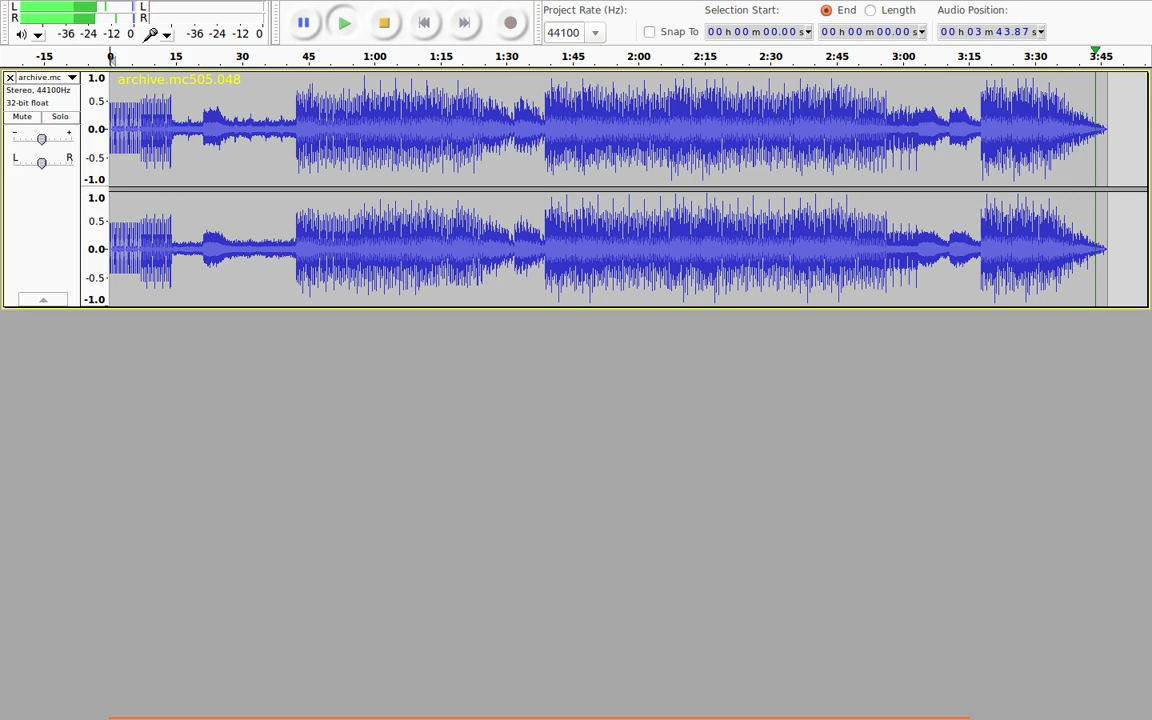 L L
R R
-36 -24 -12 0 -36 -24 -12 0
Project Rate (Hz): Selection Start: End Length Audio Position:
44100 Snap To 00 h 00 m 00.00 s 00 h 00 m 00.00 s 00 h 03 m 43.87 s
-15 0 15 30 45 1:00 1:15 1:30 1:45 2:00 2:15 2:30 2:45 3:00 3:15 3:30 3:45
archive.mc 1.0 archive.mc505.048
Stereo, 44100Hz
32-bit float 0.5
Mute Solo
- + 0.0
L R -0.5
-1.0
1.0
0.5
0.0
-0.5
-1.0